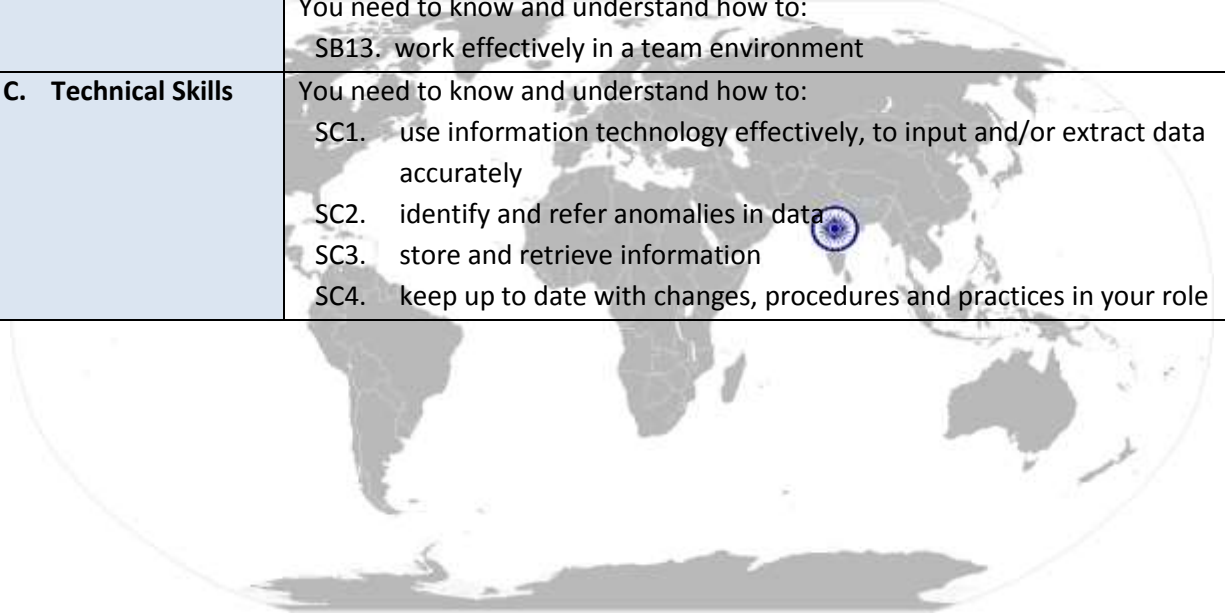 You need to know and understand how to:
SB13. work effectively in a team environment
C. Technical Skills
You need to know and understand how to:
SC1. use information technology effectively, to input and/or extract data
accurately
SC2. identify and refer anomalies in data
SC3. store and retrieve information
SC4. keep up to date with changes, procedures and practices in your role